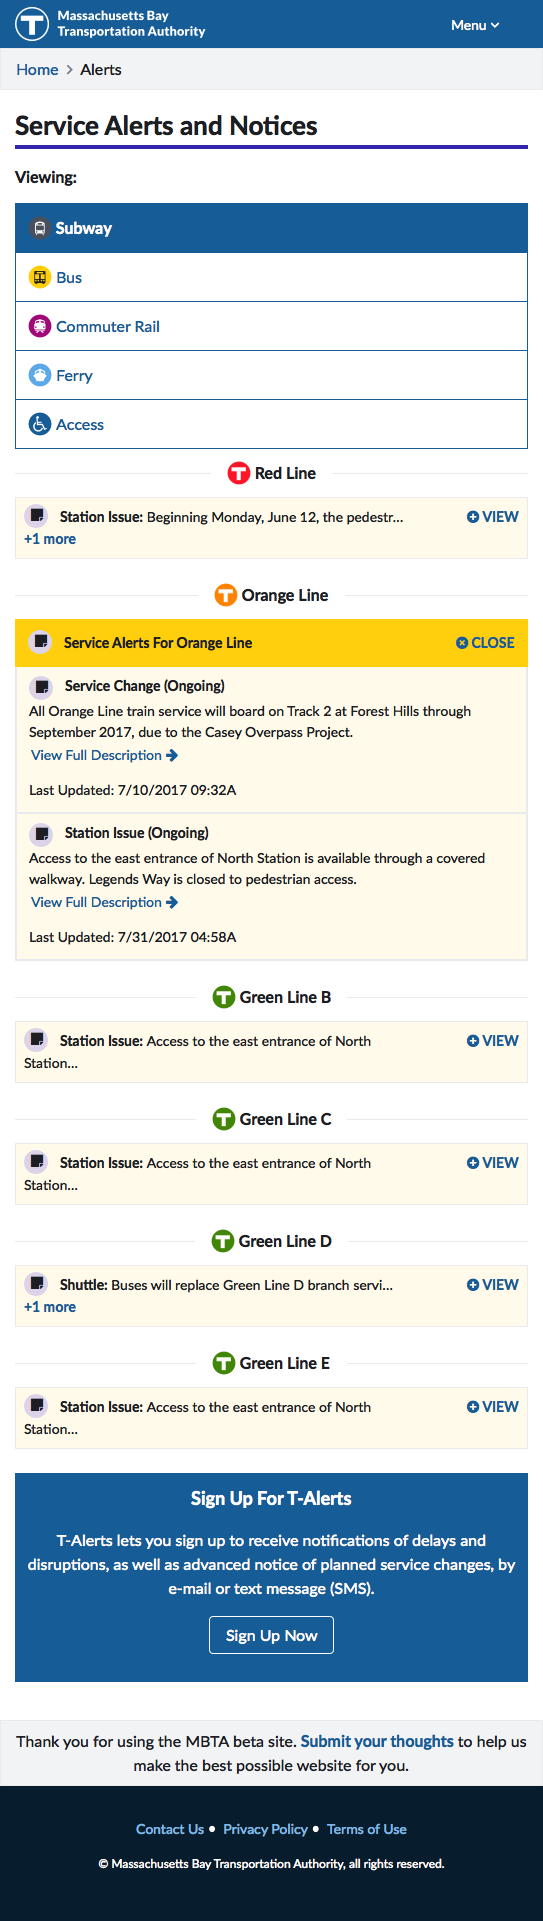 Massachusetts Bay
Transportation Authority
Menu
Home > Alerts
Service Alerts and Notices
Viewing:
Subway
Bus
Commuter Rail
Ferry
Access
T Red Line
Station Issue: Beginning Monday, June 12, the pedestr... VIEW
+1 more
T Orange Line
Service Alerts For Orange Line CLOSE
Service Change (Ongoing)
All Orange Line train service will board on Track 2 at Forest Hills through
September 2017, due to the Casey Overpass Project.
View Full Description
Last Updated: 7/10/2017 09:32A
Station Issue (Ongoing)
Access to the east entrance of North Station is available through a covered
walkway. Legends Way is closed to pedestrian access.
View Full Description
Last Updated: 7/31/2017 04:58A
T Green Line B
Station Issue: Access to the east entrance of North VIEW
Station...
T Green Line C
Station Issue: Access to the east entrance of North VIEW
Station...
T Green Line D
Shuttle: Buses will replace Green Line D branch servi... VIEW
+1 more
T Green Line E
Station Issue: Access to the east entrance of North VIEW
Station...
Sign Up For T-Alerts
T-Alerts lets you sign up to receive notifications of delays and
disruptions, as well as advanced notice of planned service changes, by
e-mail or text message (SMS).
Sign Up Now
Thank you for using the MBTA beta site. Submit your thoughts to help us
make the best possible website for you.
Contact Us • Privacy Policy • Terms of Use
© Massachusetts Bay Transportation Authority, all rights reserved.